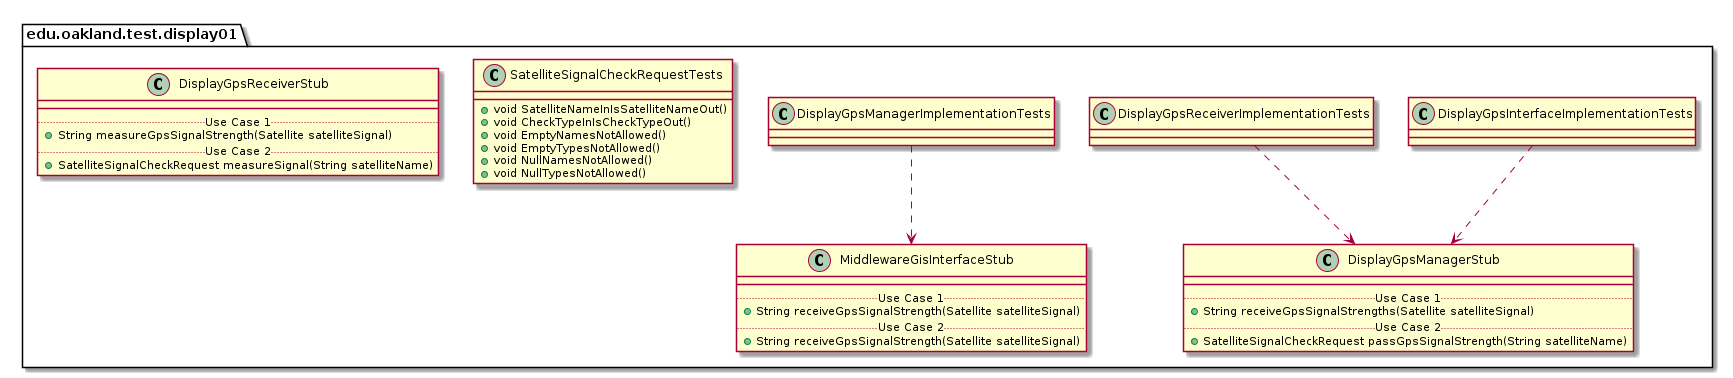 edu.oakland.test.display01
C DisplayGpsReceiverStub
Use Case 1
String measureGpsSignalStrength(Satellite satelliteSignal)
Use Case 2
SatelliteSignalCheckRequest measureSignal(String satelliteName)
C SatelliteSignalCheckRequestTests
void SatelliteNameInIsSatelliteNameOut()
void CheckTypeInIsCheckTypeOut()
void EmptyNamesNotAllowed()
void EmptyTypesNotAllowed()
void NullNamesNotAllowed()
void NullTypesNotAllowed()
C DisplayGpsManagerImplementationTests
C DisplayGpsReceiverImplementationTests
C DisplayGpsInterfaceImplementationTests
C MiddlewareGisInterfaceStub
Use Case 1
String receiveGpsSignalStrength(Satellite satelliteSignal)
Use Case 2
String receiveGpsSignalStrength(Satellite satelliteSignal)
C DisplayGpsManagerStub
Use Case 1
String receiveGpsSignalStrengths(Satellite satelliteSignal)
Use Case 2
SatelliteSignalCheckRequest passGpsSignalStrength(String satelliteName)